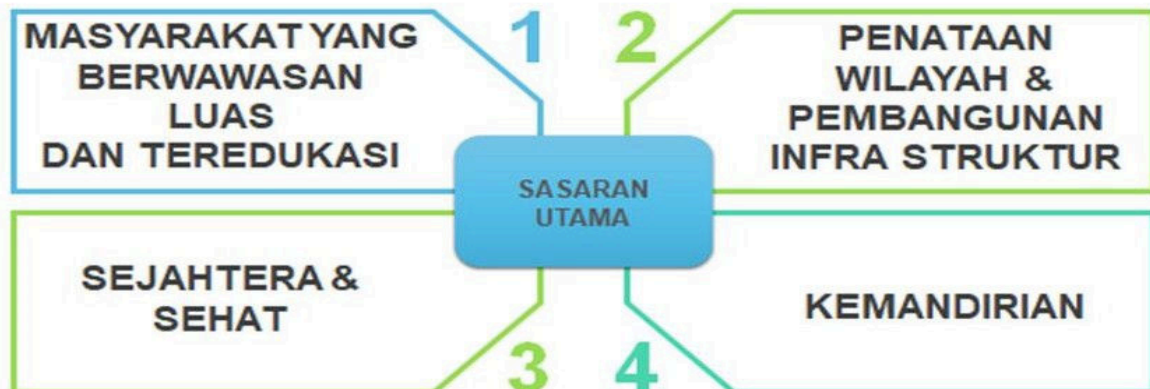 MASYARAKAT YANG
BERWAWASAN
LUAS
DAN TEREDUKASI
1
2
PENATAAN
WILAYAH &
PEMBANGUNAN
INFRA STRUKTUR
SASARAN
UTAMA
SEJAHTERA &
SEHAT
3
4
KEMANDIRIAN